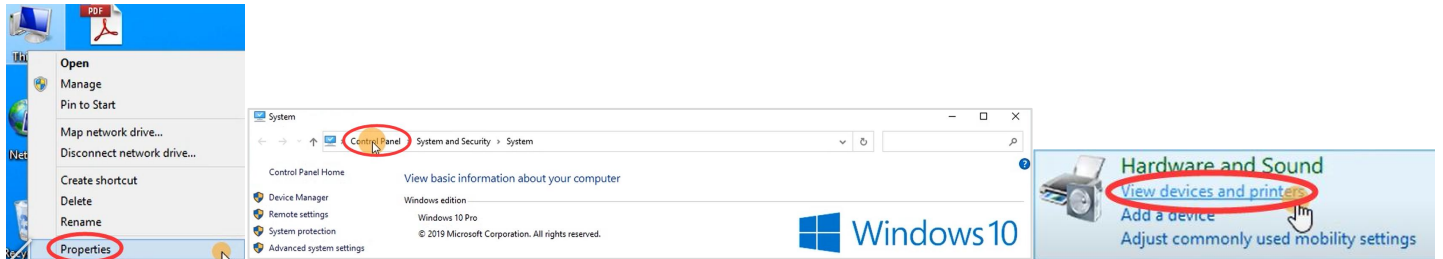 PDF
Thi
Open
Manage
Pin to Start
Map network drive...
Disconnect network drive...
Net
Create shortcut
Delete
Rename
Properties
Recy
System
Control Panel › System and Security › System
Control Panel Home
View basic information about your computer
Device Manager
Windows edition
Remote settings
Windows 10 Pro
System protection
© 2019 Microsoft Corporation. All rights reserved.
Advanced system settings
Windows 10
Hardware and Sound
View devices and printers
Add a device
Adjust commonly used mobility settings